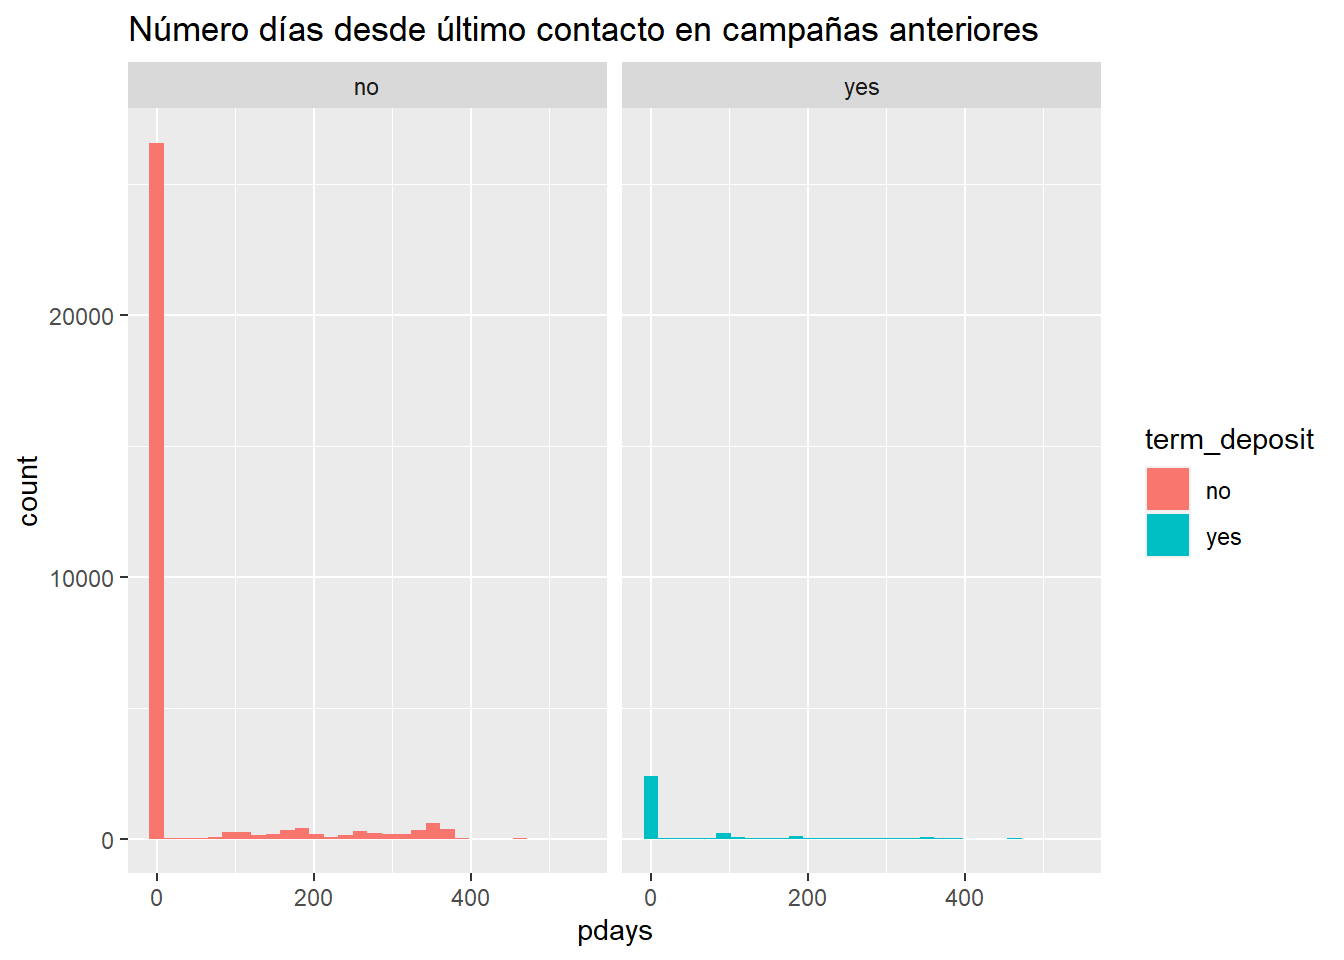 Número días desde último contacto en campañas anteriores
no
yes
20000
10000
0
count
0
200
400
0
200
400
pdays
term_deposit
no
yes